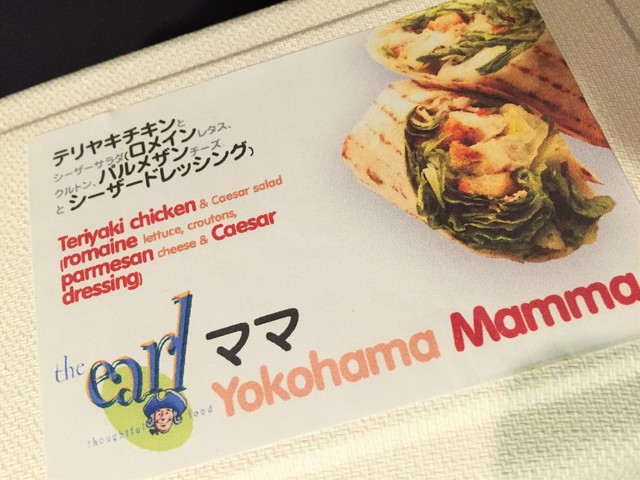 テリヤキチキンと
シーザーサラダ(ロメインレタス、
クルトン、パルメザンチーズ
とシーザードレッシング)
Teriyaki chicken & Caesar salad
(romaine lettuce, croutons,
parmesan cheese & Caesar
dressing)
the earl
thoughtful food
ママ
Yokohama Mamma